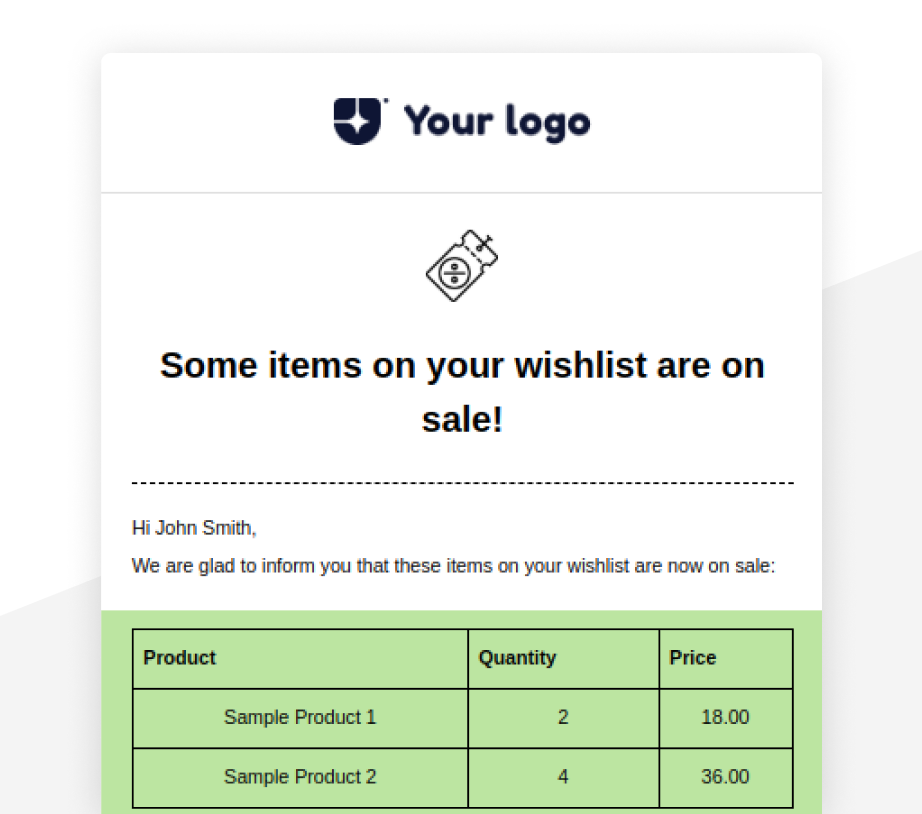 Your logo
Some items on your wishlist are on
sale!
Hi John Smith,
We are glad to inform you that these items on your wishlist are now on sale:
Product Quantity Price
Sample Product 1 2 18.00
Sample Product 2 4 36.00